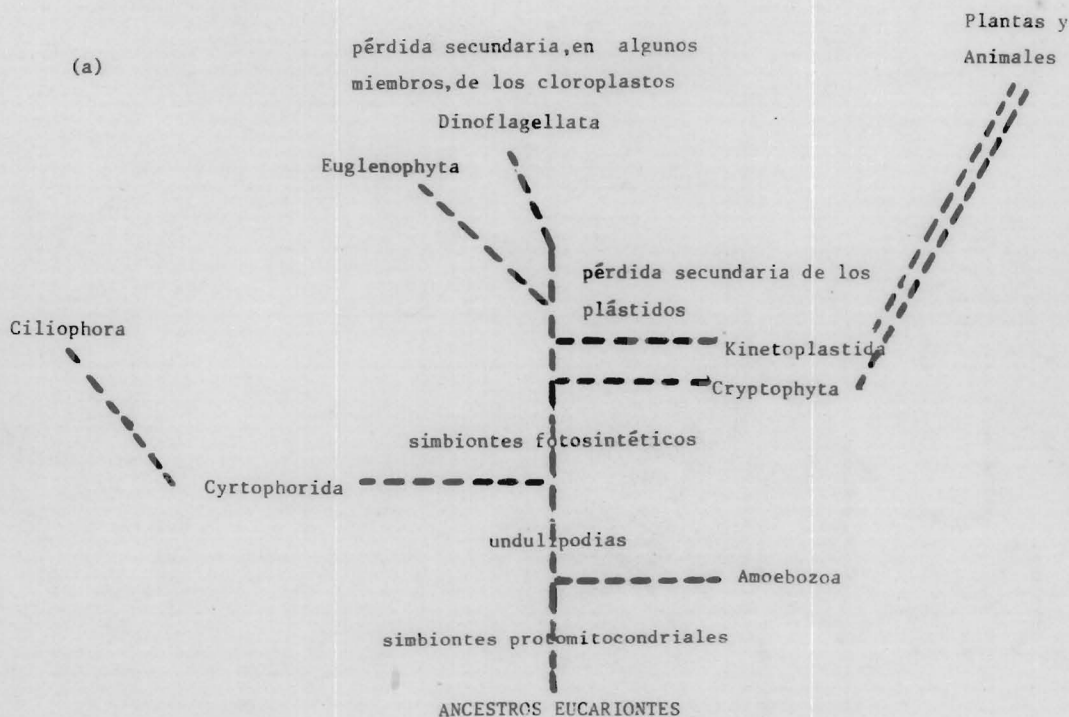 Plantas y
Animales
(a)
pérdida secundaria,en algunos
miembros,de los cloroplastos
Dinoflagellata
Euglenophyta
pérdida secundaria de los
plástidos
Ciliophora
Kinetoplastida
Cryptophyta
simbiontes fotosintéticos
Cyrtophorida
undulipodias
Amoebozoa
simbiontes protomitocondriales
ANCESTROS EUCARIONTES